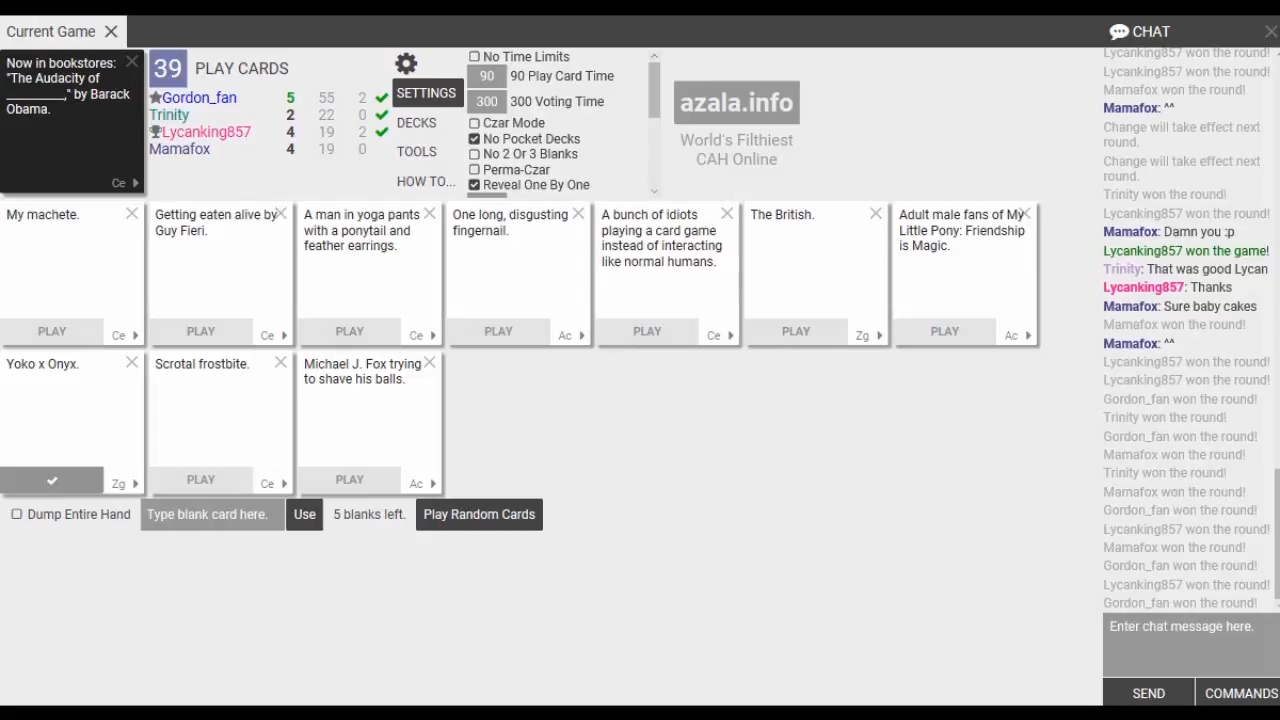 Current Game
Now in bookstores:
"The Audacity of
________," by Barack
Obama.
Ce
39 PLAY CARDS
Gordon_fan 5 55 2
Trinity 2 22 0
Lycanking857 4 19 2
Mamafox 4 19 0
SETTINGS
DECKS
TOOLS
HOW TO...
No Time Limits
90 90 Play Card Time
300 300 Voting Time
Czar Mode
No Pocket Decks
No 2 Or 3 Blanks
Perma-Czar
Reveal One By One
azala.info
World's Filthiest
CAH Online
My machete.
PLAY Ce
Getting eaten alive by
Guy Fieri.
PLAY Ce
A man in yoga pants
with a ponytail and
feather earrings.
PLAY Ce
One long, disgusting
fingernail.
PLAY Ac
A bunch of idiots
playing a card game
instead of interacting
like normal humans.
PLAY Ce
The British.
PLAY Zg
Adult male fans of My
Little Pony: Friendship
is Magic.
PLAY Ac
Yoko x Onyx.
Zg
Scrotal frostbite.
PLAY Ce
Michael J. Fox trying
to shave his balls.
PLAY Ac
Dump Entire Hand
Type blank card here.
Use
5 blanks left.
Play Random Cards
CHAT
Lycanking857 won the round!
Lycanking857 won the round!
Mamafox won the round!
Mamafox: ^^
Change will take effect next
round.
Change will take effect next
round.
Trinity won the round!
Lycanking857 won the round!
Mamafox: Damn you :p
Lycanking857 won the game!
Trinity: That was good Lycan
Lycanking857: Thanks
Mamafox: Sure baby cakes
Mamafox won the round!
Mamafox: ^^
Lycanking857 won the round!
Lycanking857 won the round!
Gordon_fan won the round!
Trinity won the round!
Gordon_fan won the round!
Mamafox won the round!
Trinity won the round!
Mamafox won the round!
Gordon_fan won the round!
Lycanking857 won the round!
Mamafox won the round!
Gordon_fan won the round!
Lycanking857 won the round!
Gordon_fan won the round!
Enter chat message here.
SEND
COMMANDS